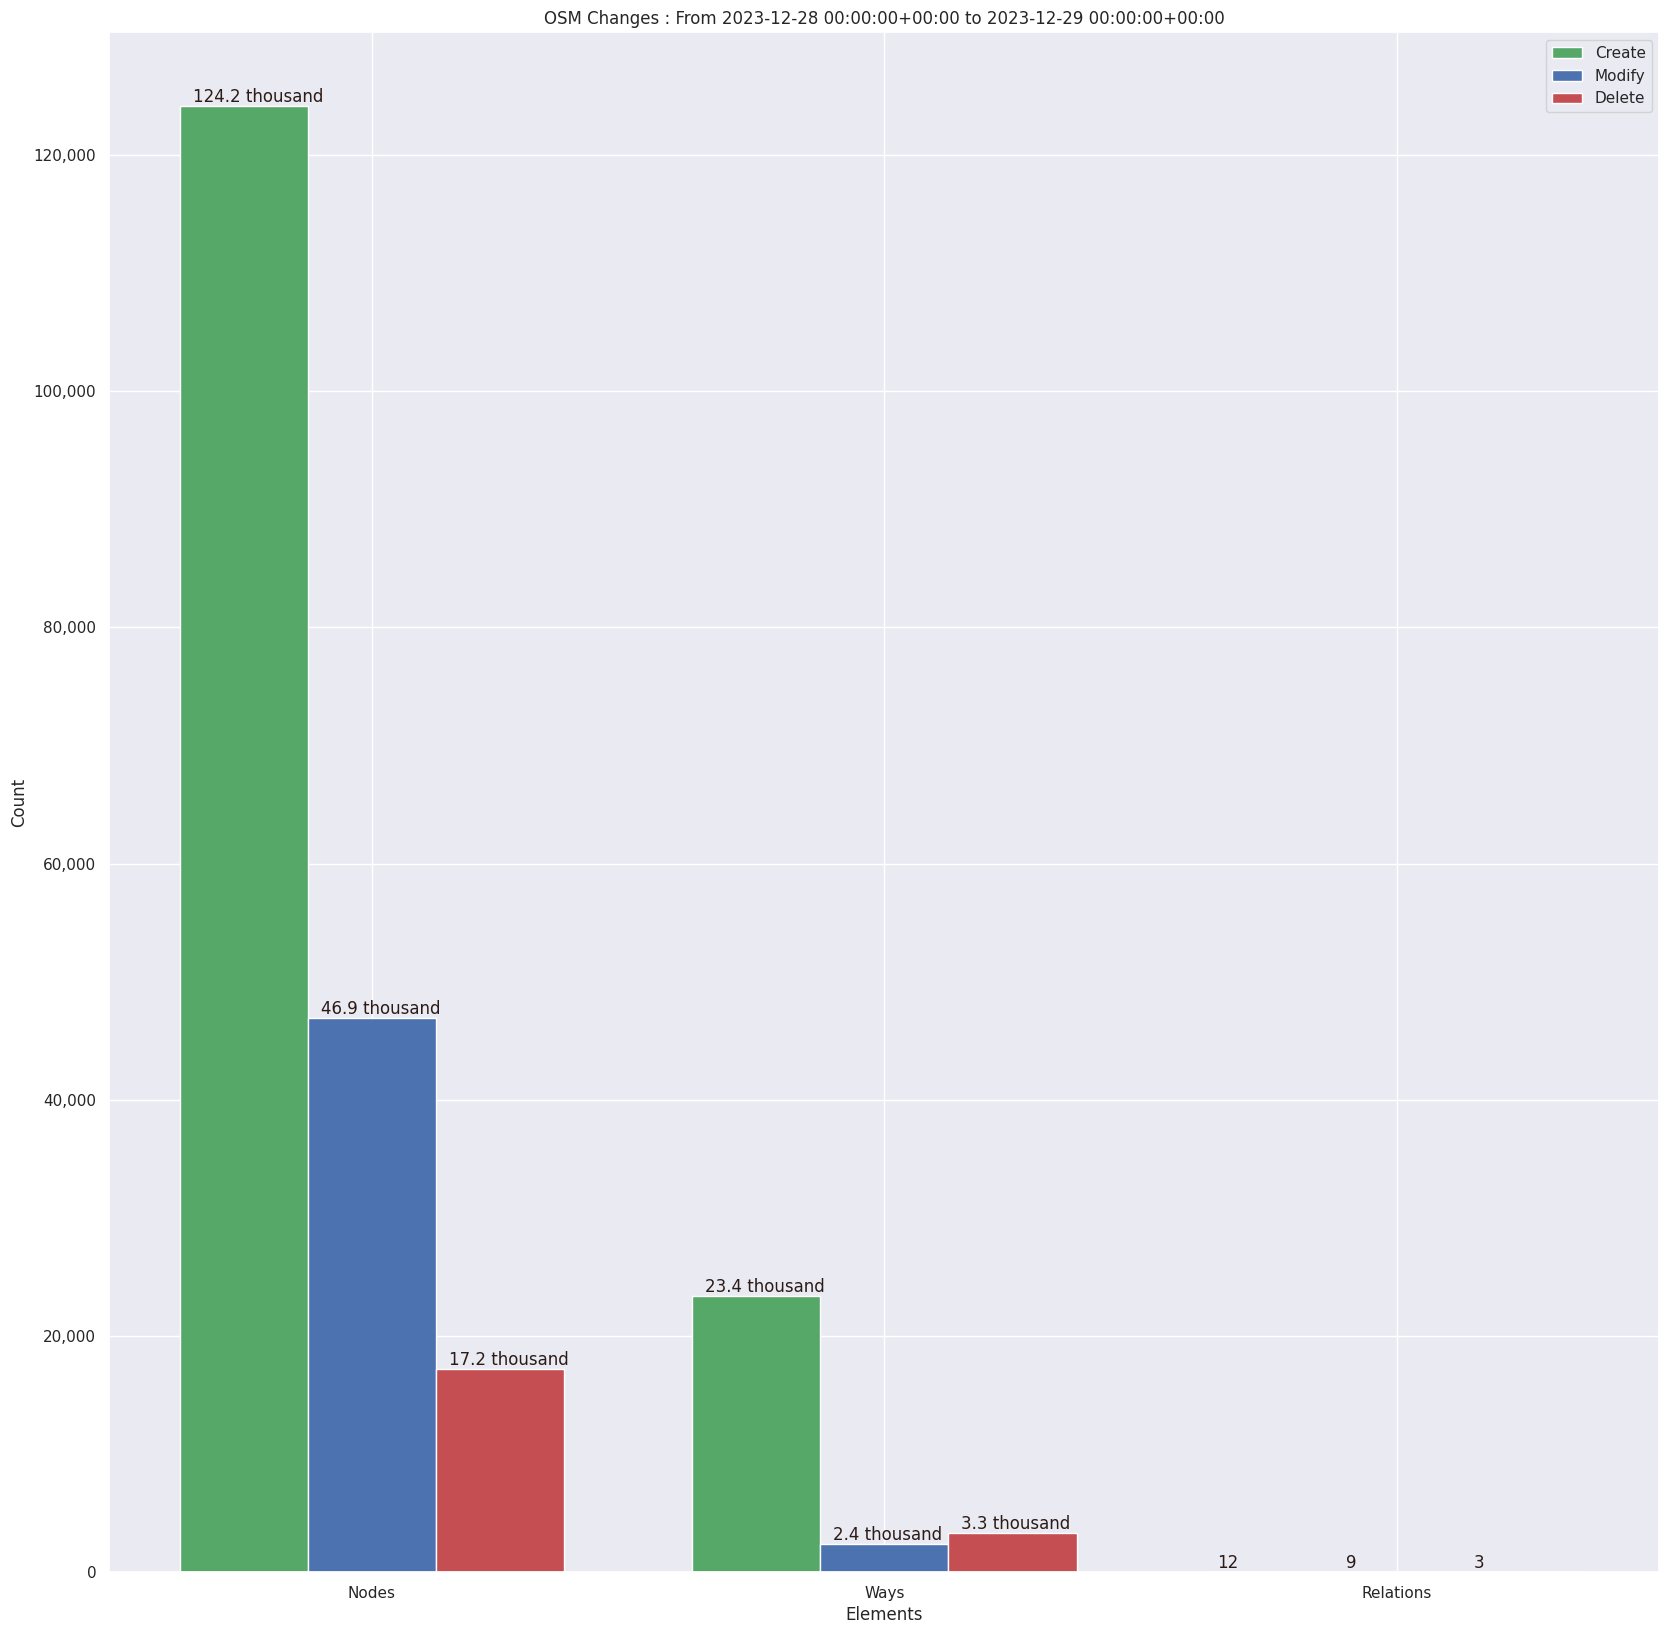 OSM Changes : From 2023-12-28 00:00:00+00:00 to 2023-12-29 00:00:00+00:00
Create
Modify
Delete
124.2 thousand
120,000
100,000
80,000
60,000
46.9 thousand
40,000
23.4 thousand
20,000
17.2 thousand
2.4 thousand
3.3 thousand
12
9
3
0
Count
Nodes
Ways
Relations
Elements